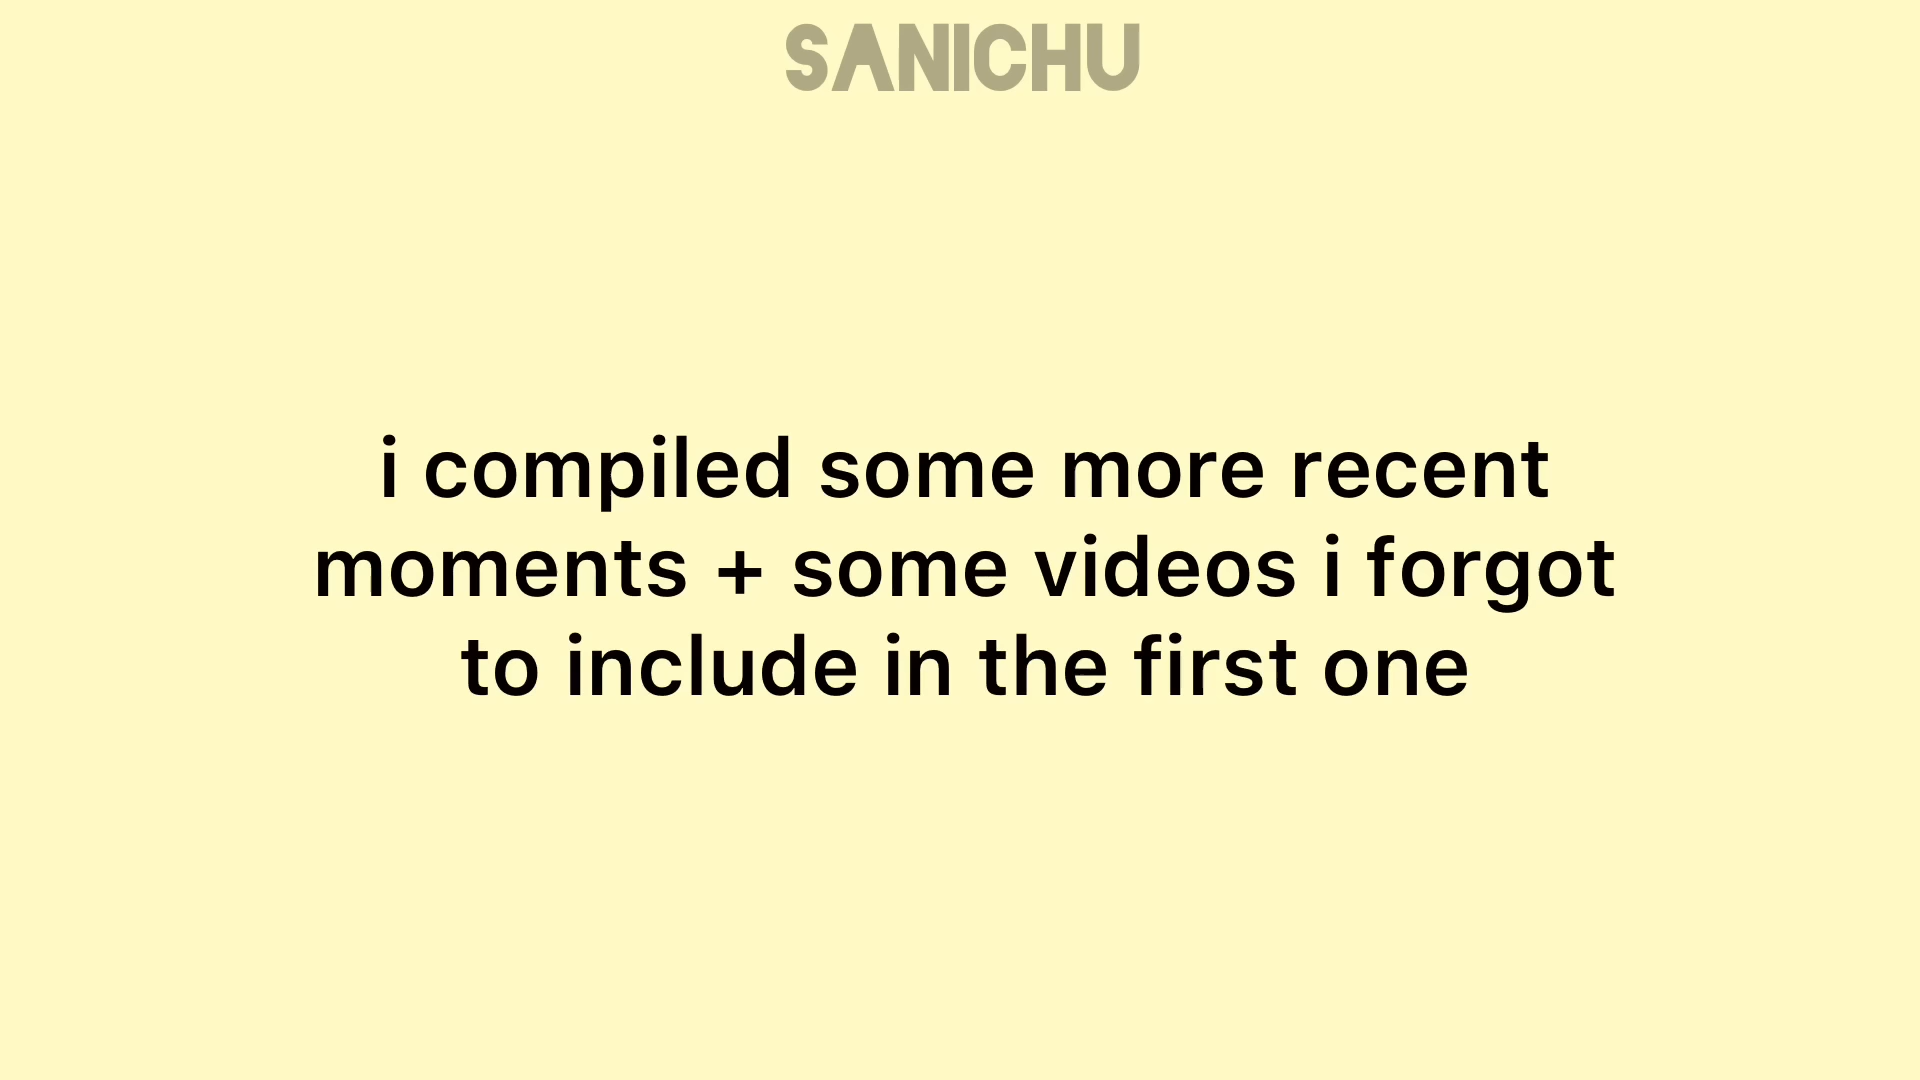 SANICHU
i compiled some more recent
moments + some videos i forgot
to include in the first one